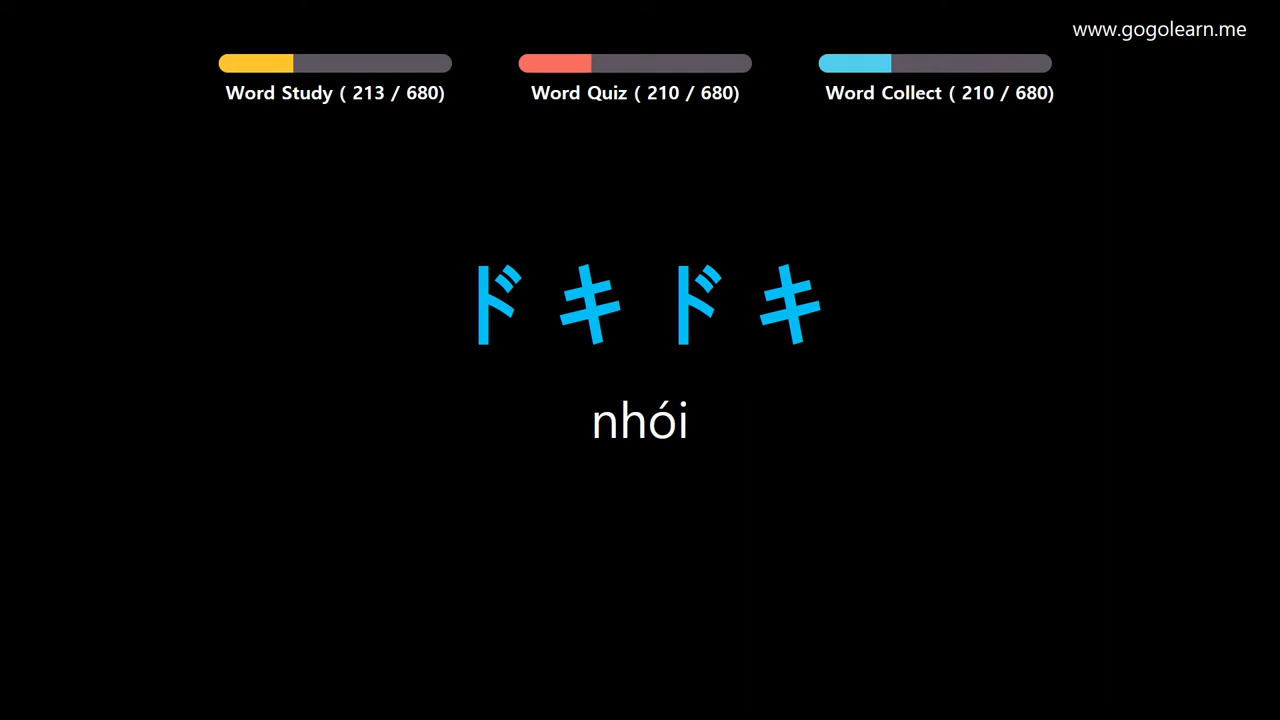 www.gogolearn.me
Word Study ( 213 / 680)
Word Quiz ( 210 / 680)
Word Collect ( 210 / 680)
ドキドキ
nhói